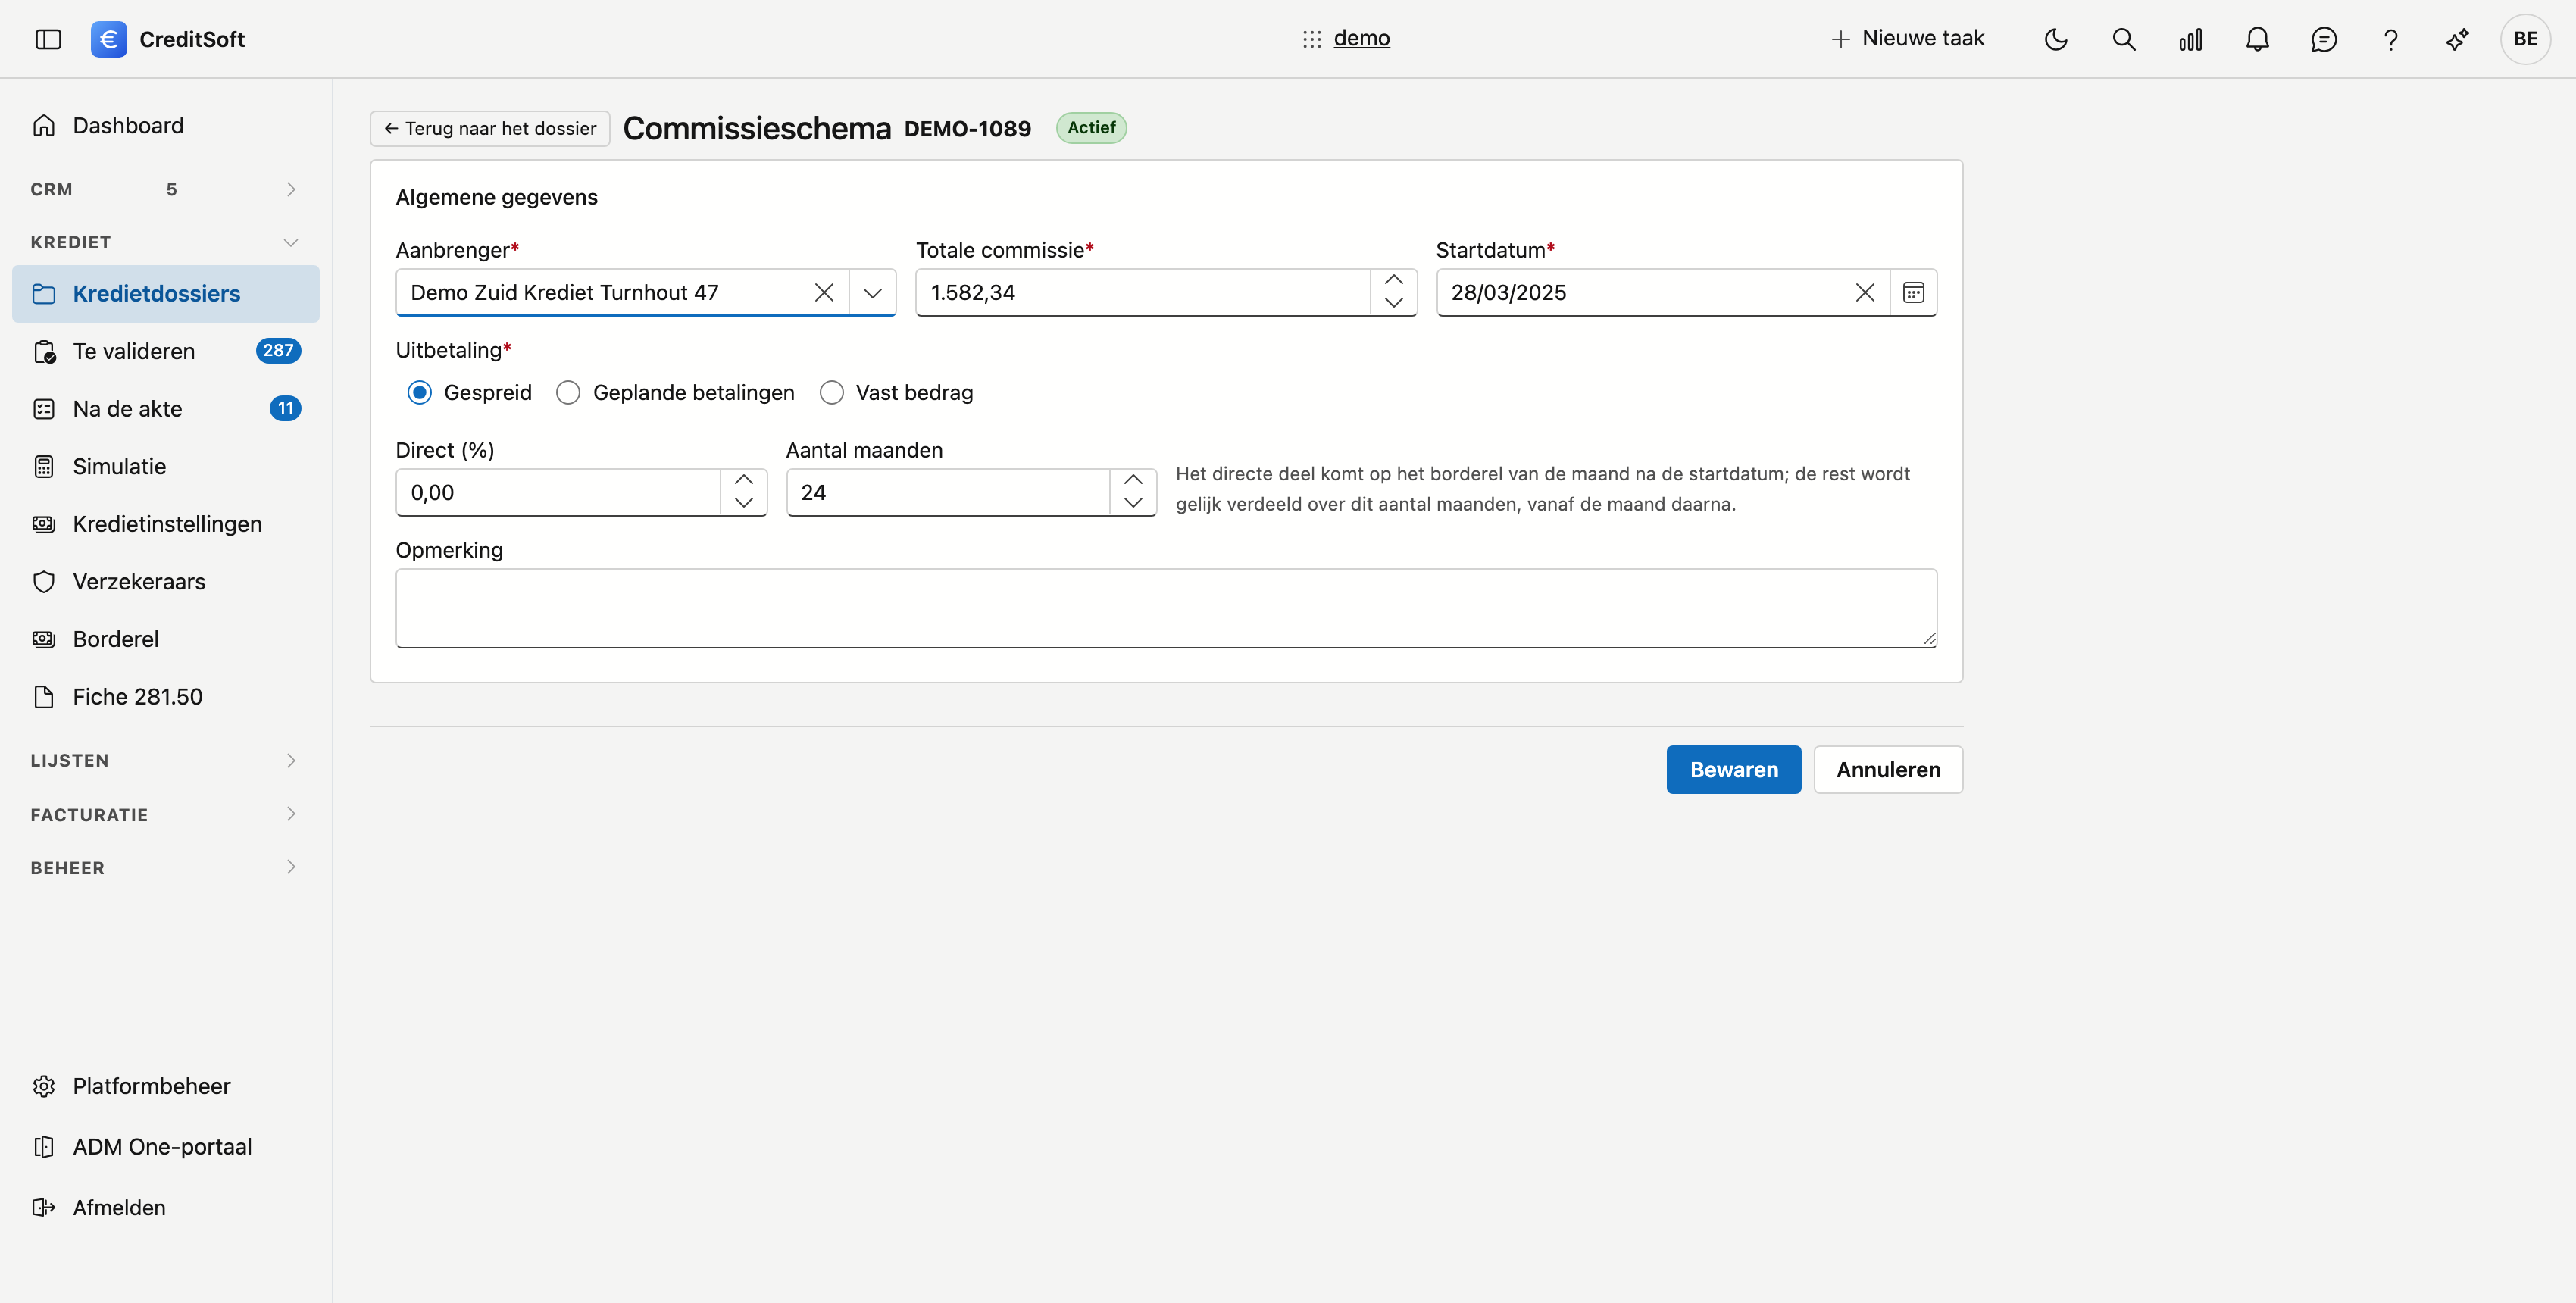 CreditSoft
demo
Nieuwe taak
BE
Dashboard
CRM 5
KREDIET
Kredietdossiers
Te valideren 287
Na de akte 11
Simulatie
Kredietinstellingen
Verzekeraars
Borderel
Fiche 281.50
LIJSTEN
FACTURATIE
BEHEER
Platformbeheer
ADM One-portaal
Afmelden
← Terug naar het dossier Commissieschema DEMO-1089 Actief
Algemene gegevens
Aanbrenger* Totale commissie* Startdatum*
Demo Zuid Krediet Turnhout 47 1.582,34 28/03/2025
Uitbetaling*
Gespreid Geplande betalingen Vast bedrag
Direct (%) Aantal maanden
0,00 24
Het directe deel komt op het borderel van de maand na de startdatum; de rest wordt
gelijk verdeeld over dit aantal maanden, vanaf de maand daarna.
Opmerking
Bewaren Annuleren